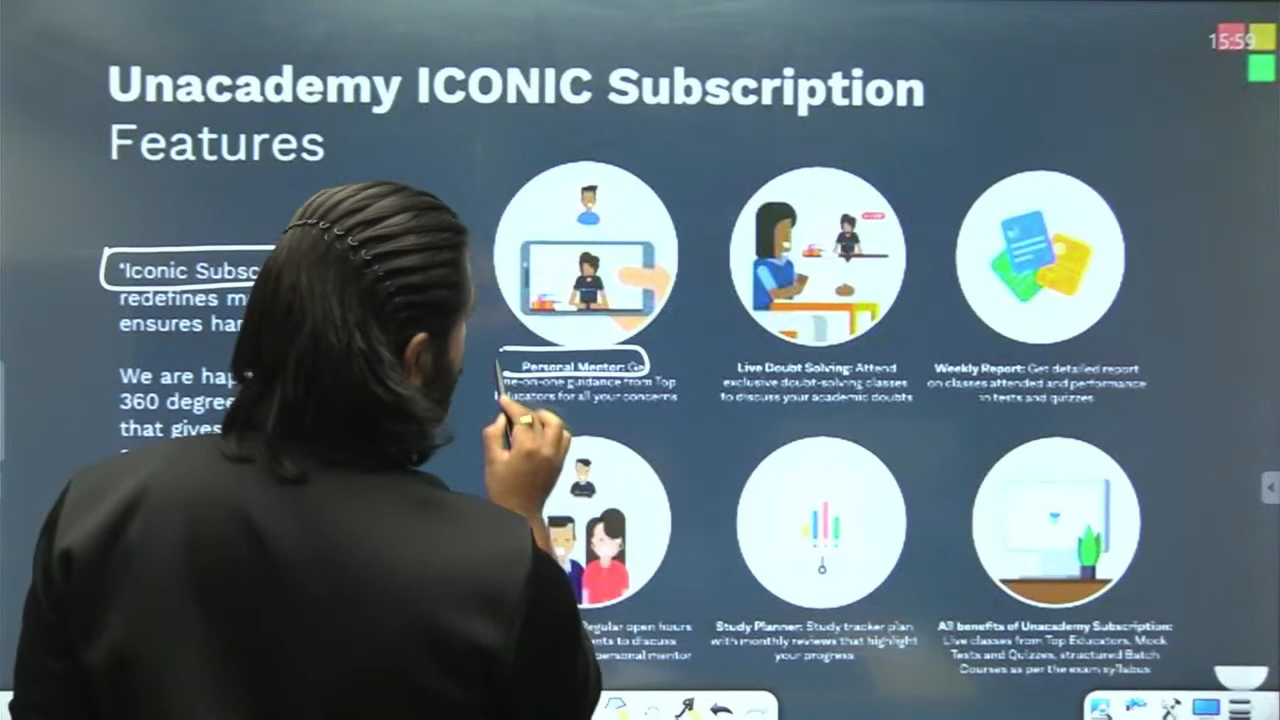 15:59
Unacademy ICONIC Subscription
Features
"Iconic Subsc
redefines m
ensures har
We are hap
360 degree
that gives
Personal Mentor: Ge
ne-on-one guidance from Top
ucators for all your concerns
Live Doubt Solving: Attend
exclusive doubt-solving classes
to discuss your academic doubts
Weekly Report: Get detailed report
on classes attended and performance
in tests and quizzes
Regular open hours
nts to discuss
personal mentor
Study Planner: Study tracker plan
with monthly reviews that highlight
your progress
All benefits of Unacademy Subscription:
Live classes from Top Educators, Mock
Tests and Quizzes, structured Batch
Courses as per the exam syllabus